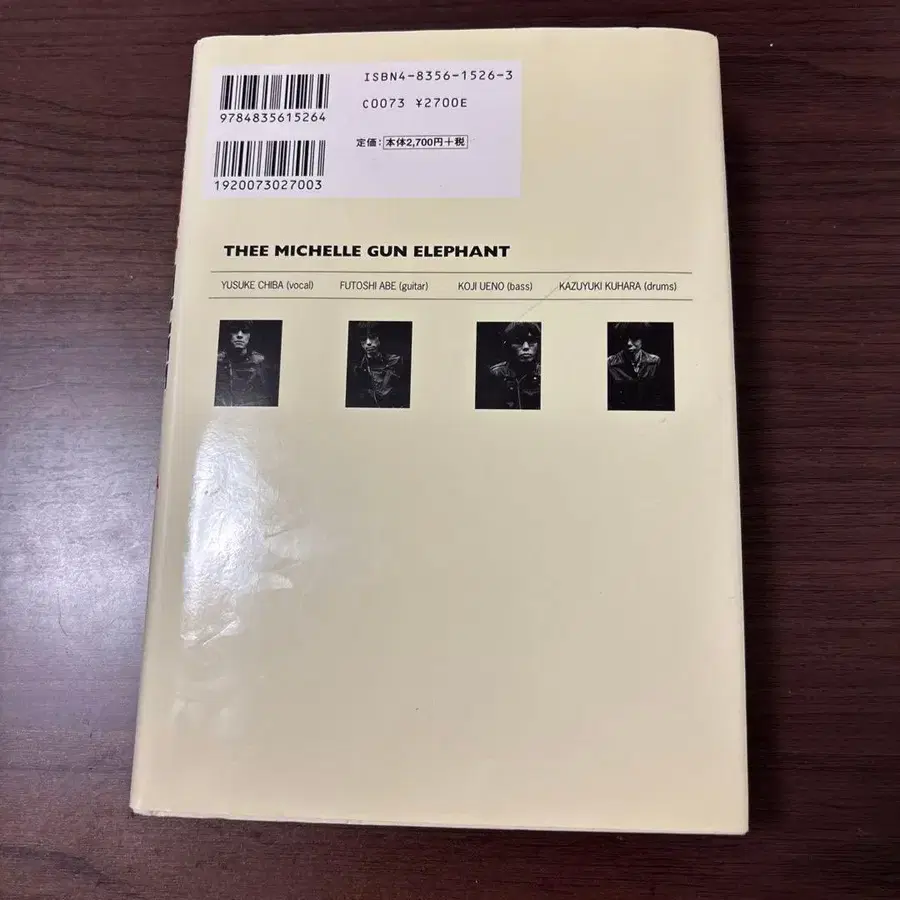 ISBN4-8356-1526-3
C0073 ¥2700E
9784835615264
定価：本体2,700円+税
1920073027003
THEE MICHELLE GUN ELEPHANT
YUSUKE CHIBA (vocal) FUTOSHI ABE (guitar) KOJI UENO (bass) KAZUYUKI KUHARA (drums)